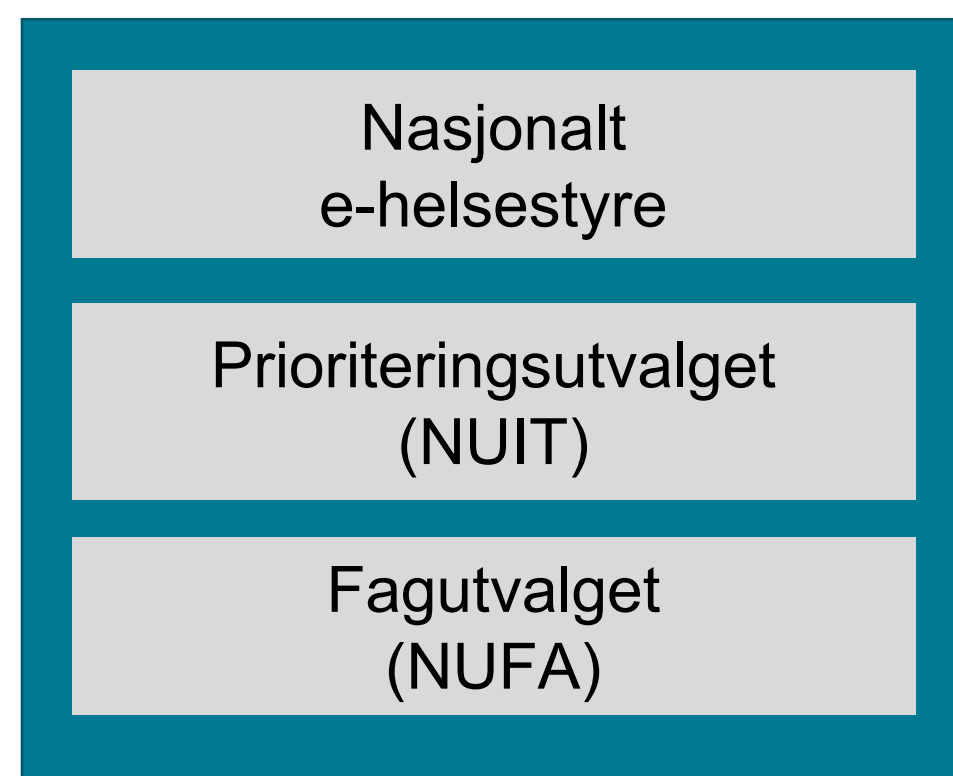 Nasjonalt
e-helsestyre
Prioriteringsutvalget
(NUIT)
Fagutvalget
(NUFA)